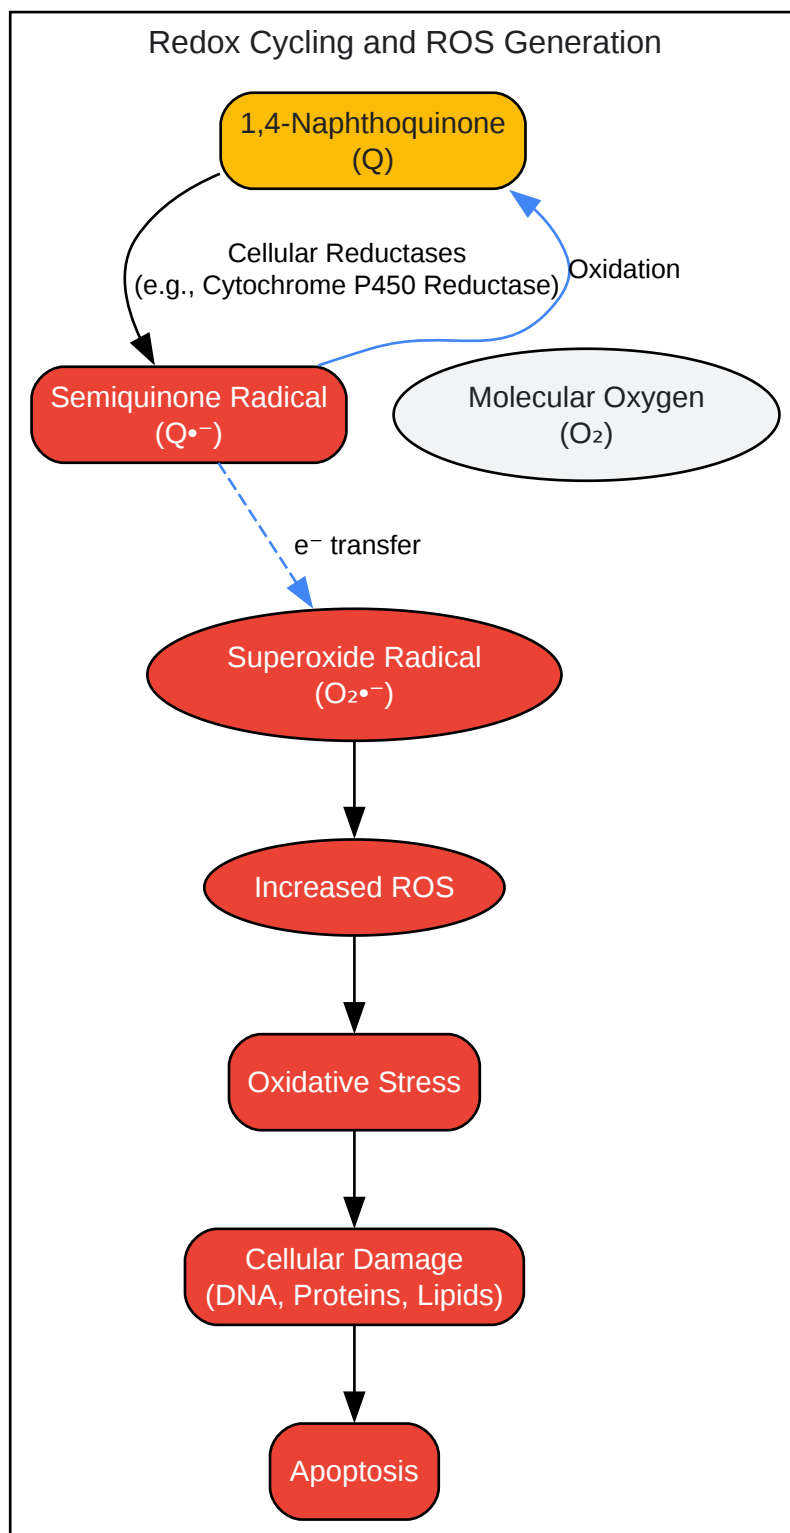 Redox Cycling and ROS Generation
1,4-Naphthoquinone
(Q)
Cellular Reductases
(e.g., Cytochrome P450 Reductase)
Oxidation
Semiquinone Radical
(Q•⁻)
Molecular Oxygen
(O₂)
e⁻ transfer
Superoxide Radical
(O₂•⁻)
Increased ROS
Oxidative Stress
Cellular Damage
(DNA, Proteins, Lipids)
Apoptosis